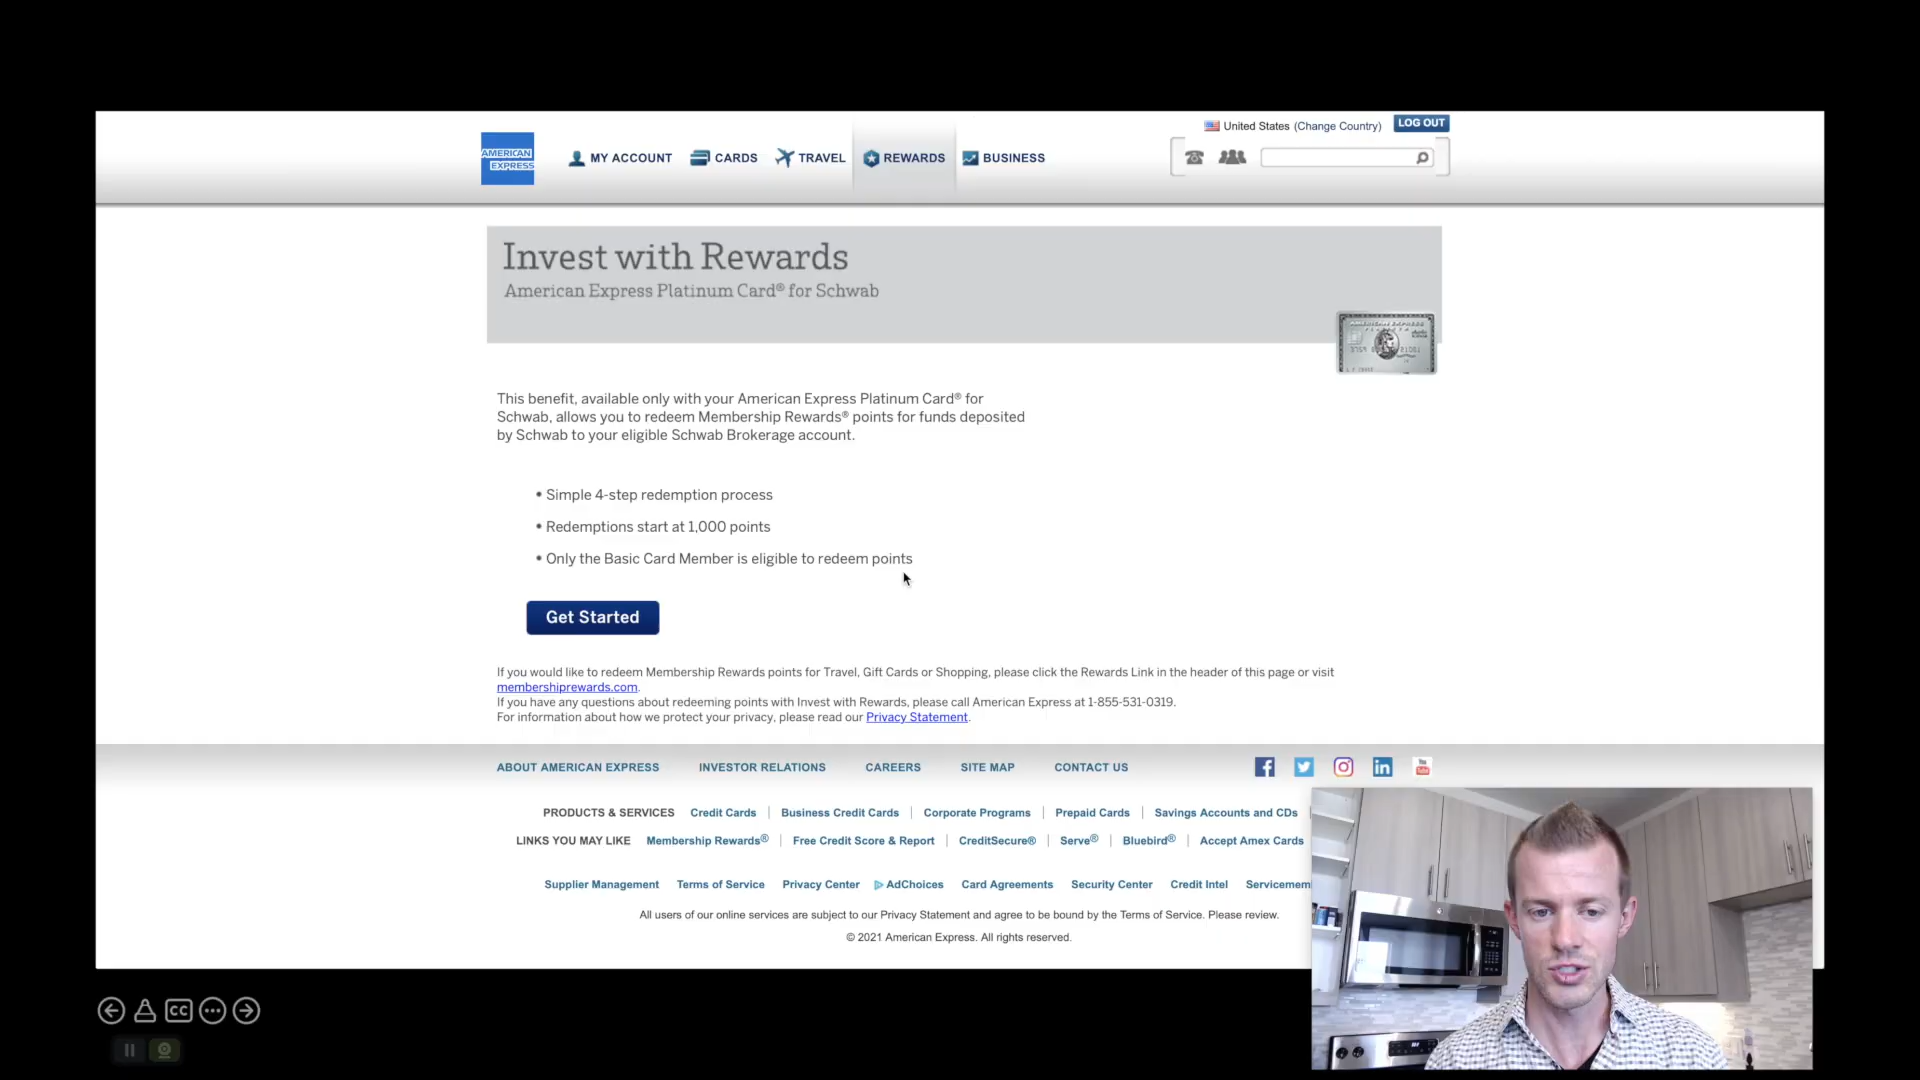 United States (Change Country) LOG OUT
AMERICAN EXPRESS
MY ACCOUNT CARDS TRAVEL REWARDS BUSINESS
Invest with Rewards
American Express Platinum Card® for Schwab
This benefit, available only with your American Express Platinum Card® for
Schwab, allows you to redeem Membership Rewards® points for funds deposited
by Schwab to your eligible Schwab Brokerage account.
• Simple 4-step redemption process
• Redemptions start at 1,000 points
• Only the Basic Card Member is eligible to redeem points
Get Started
If you would like to redeem Membership Rewards points for Travel, Gift Cards or Shopping, please click the Rewards Link in the header of this page or visit
membershiprewards.com.
If you have any questions about redeeming points with Invest with Rewards, please call American Express at 1-855-531-0319.
For information about how we protect your privacy, please read our Privacy Statement.
ABOUT AMERICAN EXPRESS INVESTOR RELATIONS CAREERS SITE MAP CONTACT US
PRODUCTS & SERVICES Credit Cards | Business Credit Cards | Corporate Programs | Prepaid Cards | Savings Accounts and CDs |
LINKS YOU MAY LIKE Membership Rewards® | Free Credit Score & Report | CreditSecure® | Serve® | Bluebird® | Accept Amex Cards
Supplier Management Terms of Service Privacy Center AdChoices Card Agreements Security Center Credit Intel Servicemem
All users of our online services are subject to our Privacy Statement and agree to be bound by the Terms of Service. Please review.
© 2021 American Express. All rights reserved.
CC